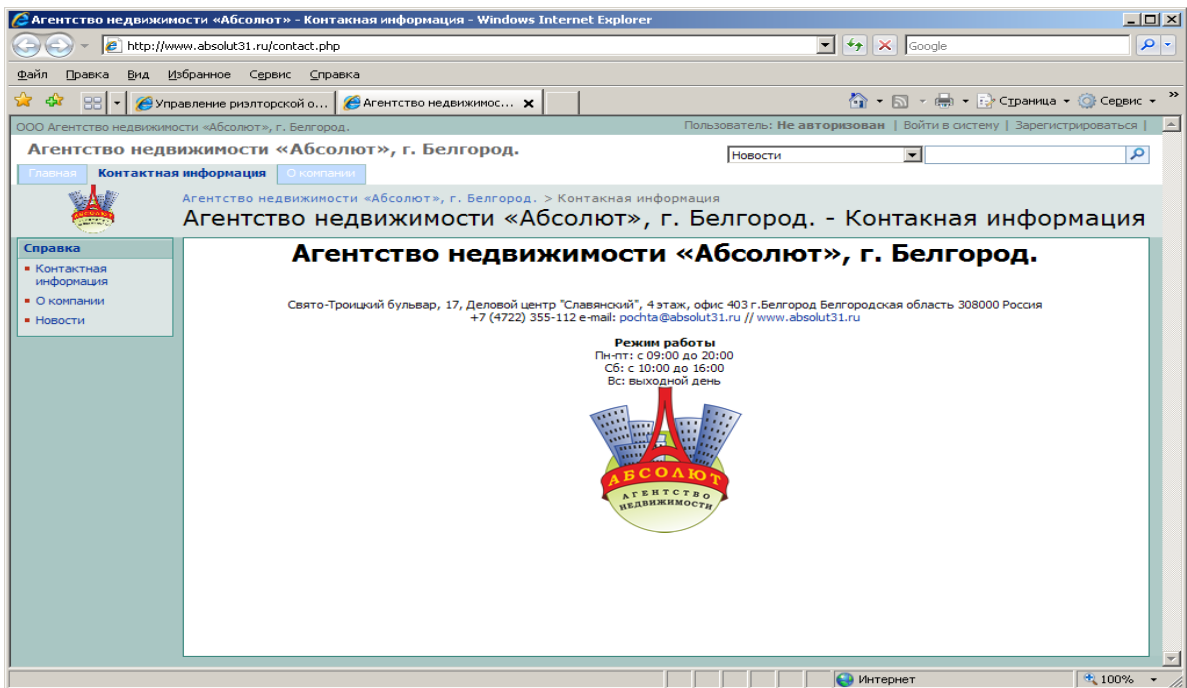 Агентство недвижимости «Абсолют» - Контакная информация - Windows Internet Explorer
http://www.absolut31.ru/contact.php
Google
Файл Правка Вид Избранное Сервис Справка
Управление риэлторской о... Агентство недвижимос... Страница Сервис »
ООО Агентство недвижимости «Абсолют», г. Белгород. Пользователь: Не авторизован | Войти в систему | Зарегистрироваться |
Агентство недвижимости «Абсолют», г. Белгород.
Новости
Главная Контактная информация О компании
АБСОЛЮТ
Агентство недвижимости «Абсолют», г. Белгород. > Контакная информация
Агентство недвижимости «Абсолют», г. Белгород. - Контакная информация
Справка
Контактная
информация
О компании
Новости
Агентство недвижимости «Абсолют», г. Белгород.
Свято-Троицкий бульвар, 17, Деловой центр "Славянский", 4 этаж, офис 403 г.Белгород Белгородская область 308000 Россия
+7 (4722) 355-112 e-mail: pochta@absolut31.ru // www.absolut31.ru
Режим работы
Пн-пт: с 09:00 до 20:00
Сб: с 10:00 до 16:00
Вс: выходной день
АБСОЛЮТ
АГЕНТСТВО
НЕДВИЖИМОСТИ
Интернет 100%